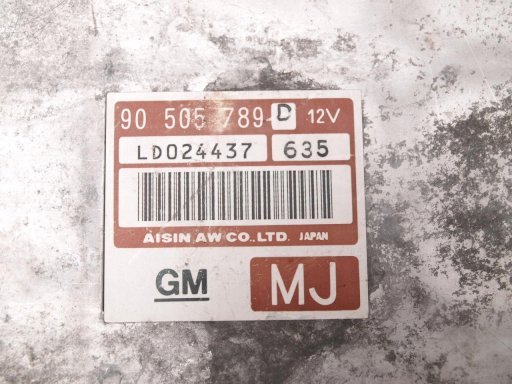 90 505 789 D 12V
LD024437 635
AISIN AW CO., LTD. JAPAN
GM MJ